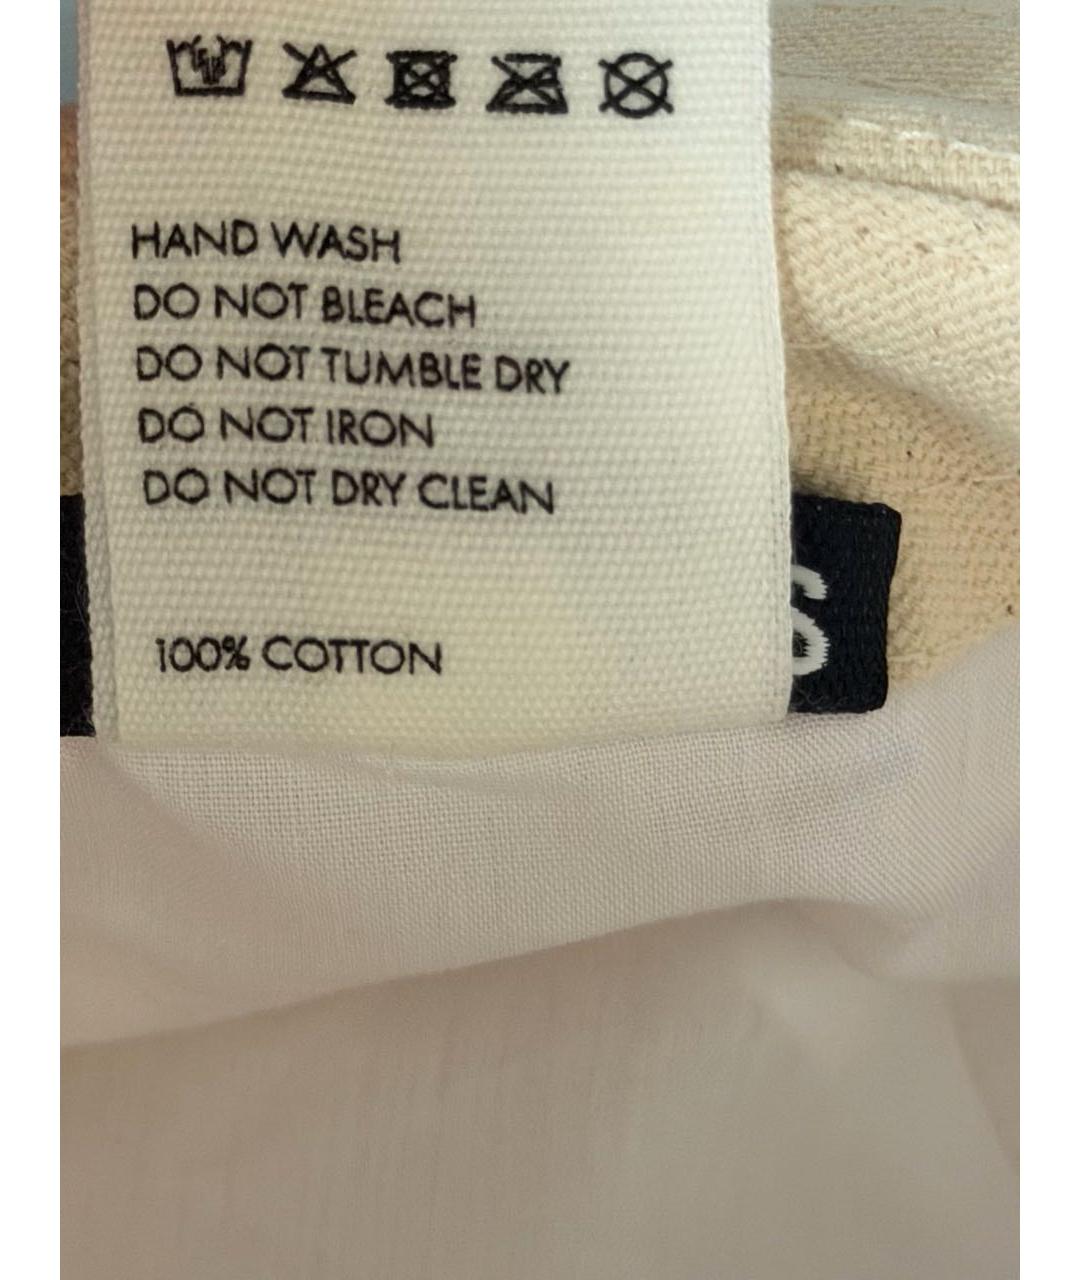 HAND WASH
DO NOT BLEACH
DO NOT TUMBLE DRY
DO NOT IRON
DO NOT DRY CLEAN
100% COTTON